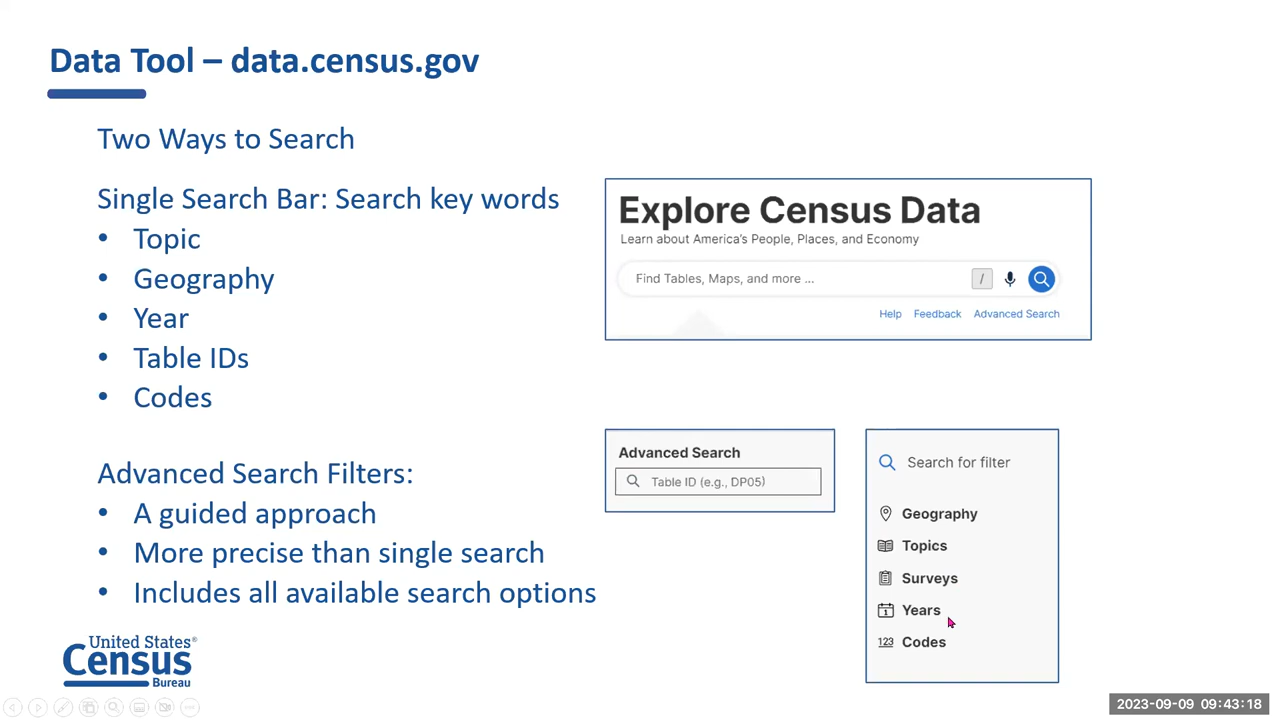 Data Tool – data.census.gov
Two Ways to Search
Single Search Bar: Search key words
• Topic
• Geography
• Year
• Table IDs
• Codes
Advanced Search Filters:
• A guided approach
• More precise than single search
• Includes all available search options
Explore Census Data
Learn about America's People, Places, and Economy
Find Tables, Maps, and more ... /
Help Feedback Advanced Search
Advanced Search
Table ID (e.g., DP05)
Search for filter
Geography
Topics
Surveys
1 Years
123 Codes
United States®
Census
Bureau
2023-09-09 09:43:18